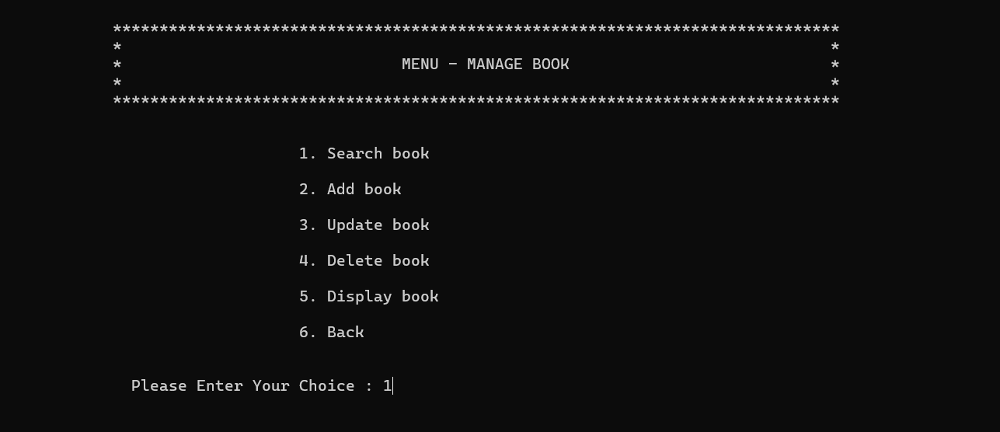 ******************************************************************************
*                                                                            *
*                              MENU - MANAGE BOOK                            *
*                                                                            *
******************************************************************************
1. Search book
2. Add book
3. Update book
4. Delete book
5. Display book
6. Back
Please Enter Your Choice : 1